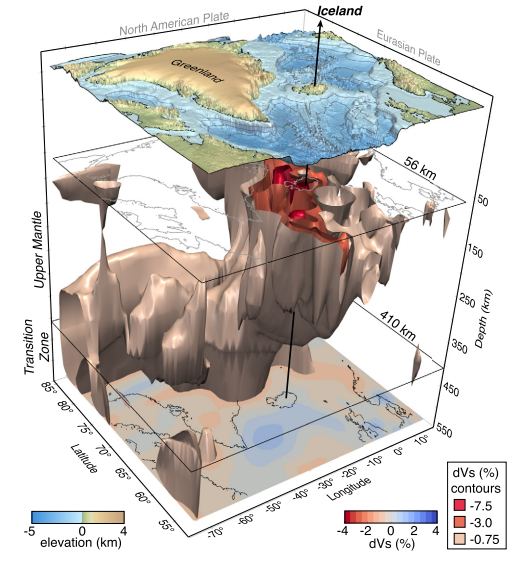 Iceland
North American Plate
Eurasian Plate
Greenland
56 km
50
150
250
350
450
550
Depth (km)
Upper Mantle
410 km
Transition
Zone
85° 80° 75° 70° 65° 60° 55°
Latitude
-70° -60° -50° -40° -30° -20° -10° 0° 10°
Longitude
-5 0 4
elevation (km)
-4 -2 0 2 4
dVs (%)
dVs (%)
contours
-7.5
-3.0
-0.75